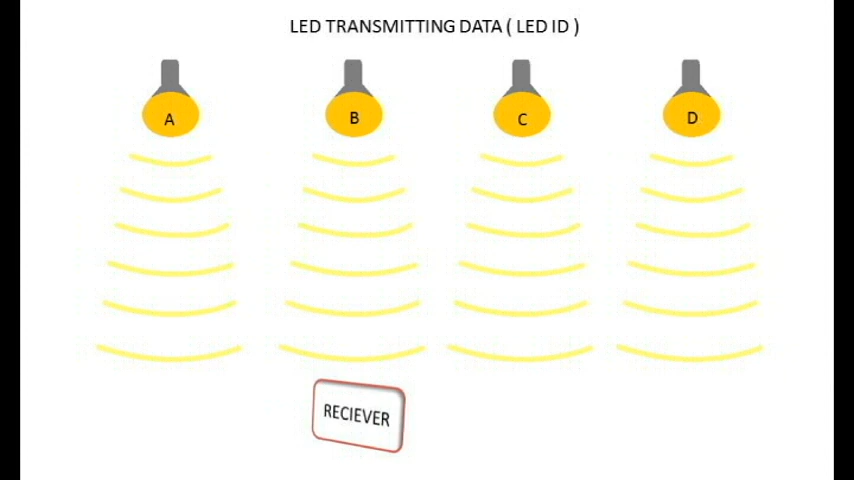 LED TRANSMITTING DATA ( LED ID )
A B C D
RECIEVER